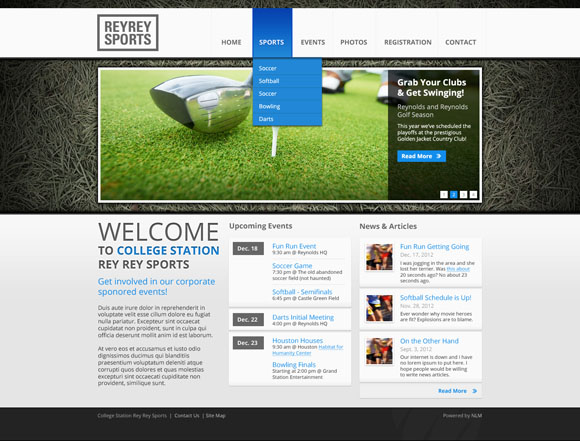 REYREY
SPORTS
HOME
SPORTS
EVENTS
PHOTOS
REGISTRATION
CONTACT
Soccer
Softball
Soccer
Bowling
Darts
Grab Your Clubs
& Get Swinging!
Reynolds and Reynolds
Golf Season
This year we've scheduled the
playoffs at the prestigious
Golden Jacket Country Club!
Read More »
1 2 3 4
WELCOME
TO COLLEGE STATION
REY REY SPORTS
Get involved in our corporate
sponored events!
Duis aute irure dolor in reprehenderit in
voluptate velit esse cillum dolore eu fugiat
nulla pariatur. Excepteur sint occaecat
cupidatat non proident, sunt in culpa qui
officia deserunt mollit anim id est laborum.
At vero eos et accusamus et iusto odio
dignissimos ducimus qui blanditiis
praesentium voluptatum deleniti atque
corrupti quos dolores et quas molestias
excepturi sint occaecati cupiditate non
provident, similique sunt.
Upcoming Events
Dec. 18
Fun Run Event
9:30 am @ Reynolds HQ
Soccer Game
7:30 pm @ The old abandoned
soccer field (not haunted)
Softball - Semifinals
6:45 pm @ Castle Green Field
Dec. 22
Darts Initial Meeting
4:00 pm @ Reynolds HQ
Dec. 23
Houston Houses
9:30 am @ Houston Habitat for
Humanity Center
Bowling Finals
Starting at 2:00 pm @ Grand
Station Entertainment
News & Articles
Fun Run Getting Going
Dec, 17, 2012
I was jogging in the area and she
lost her terrier. Was this about
20 seconds ago? No about 23
seconds ago.
Softball Schedule is Up!
Nov. 28, 2012
Ever wonder why movie heroes
are fit? Explosions are to blame.
On the Other Hand
Sept. 3, 2012
Our internet is down and I have
no lorem ipsum to put here, I
hope people would be willing
to write news articles.
Read More »
College Station Rey Rey Sports | Contact Us | Site Map
Powered by NLM